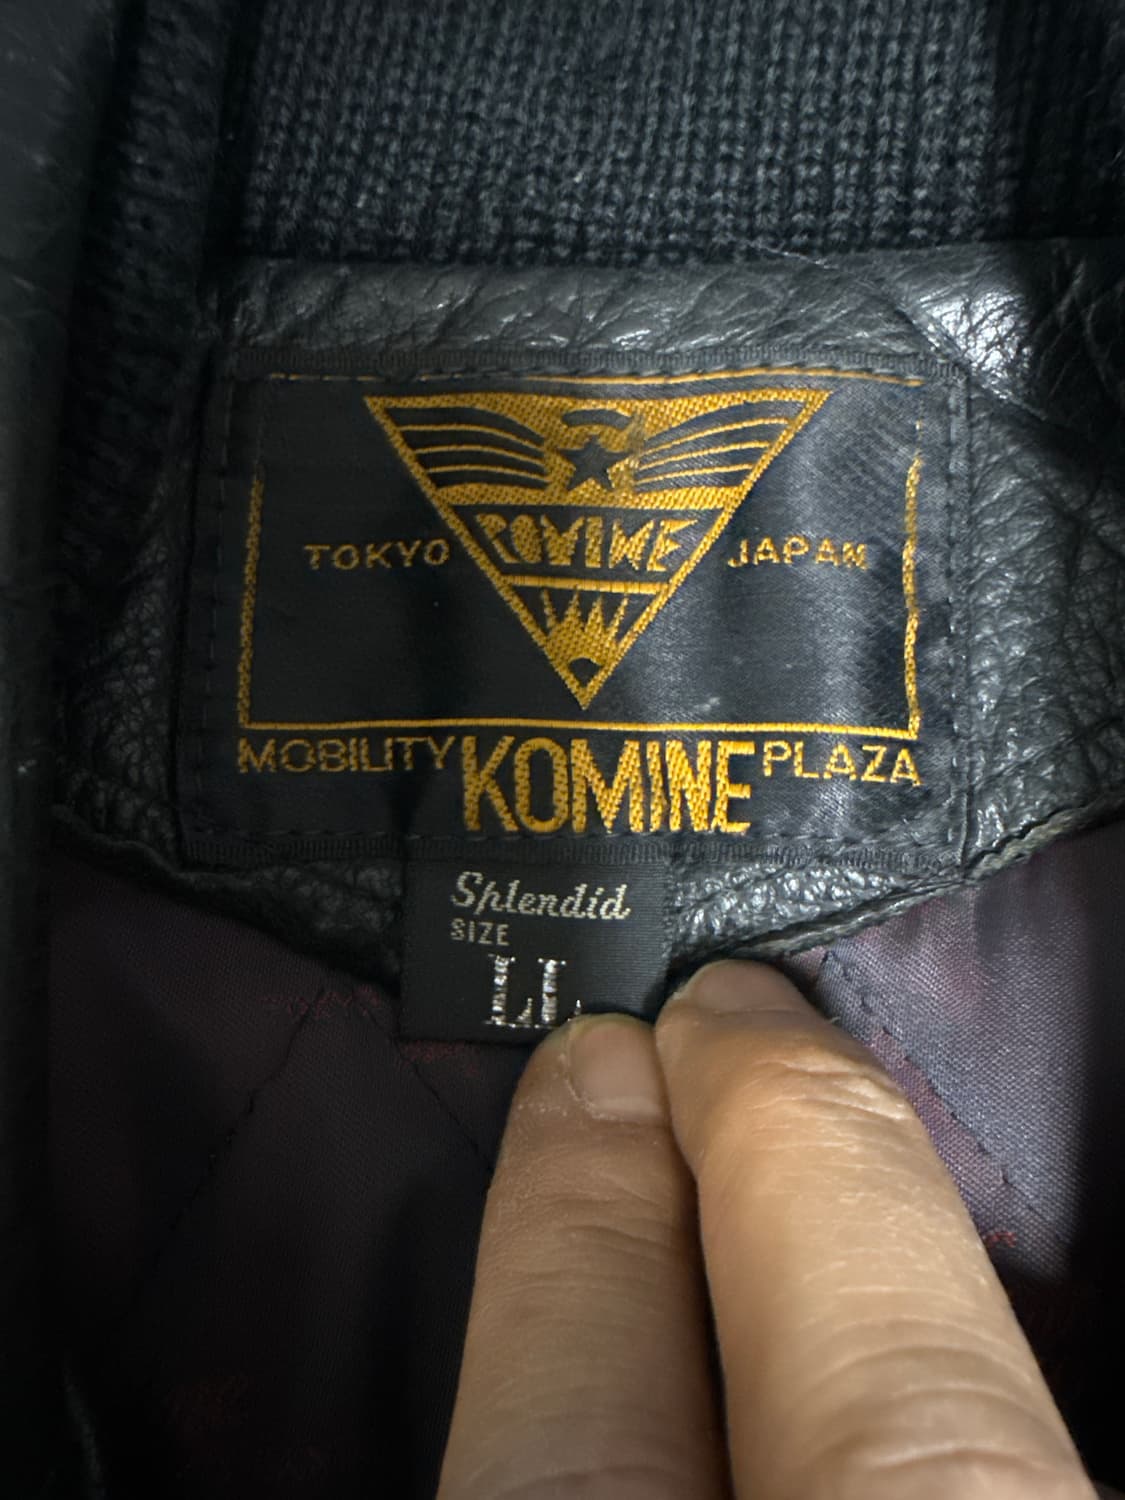 KOMINE
TOKYO JAPAN
MOBILITY KOMINE PLAZA
Splendid
SIZE
LL